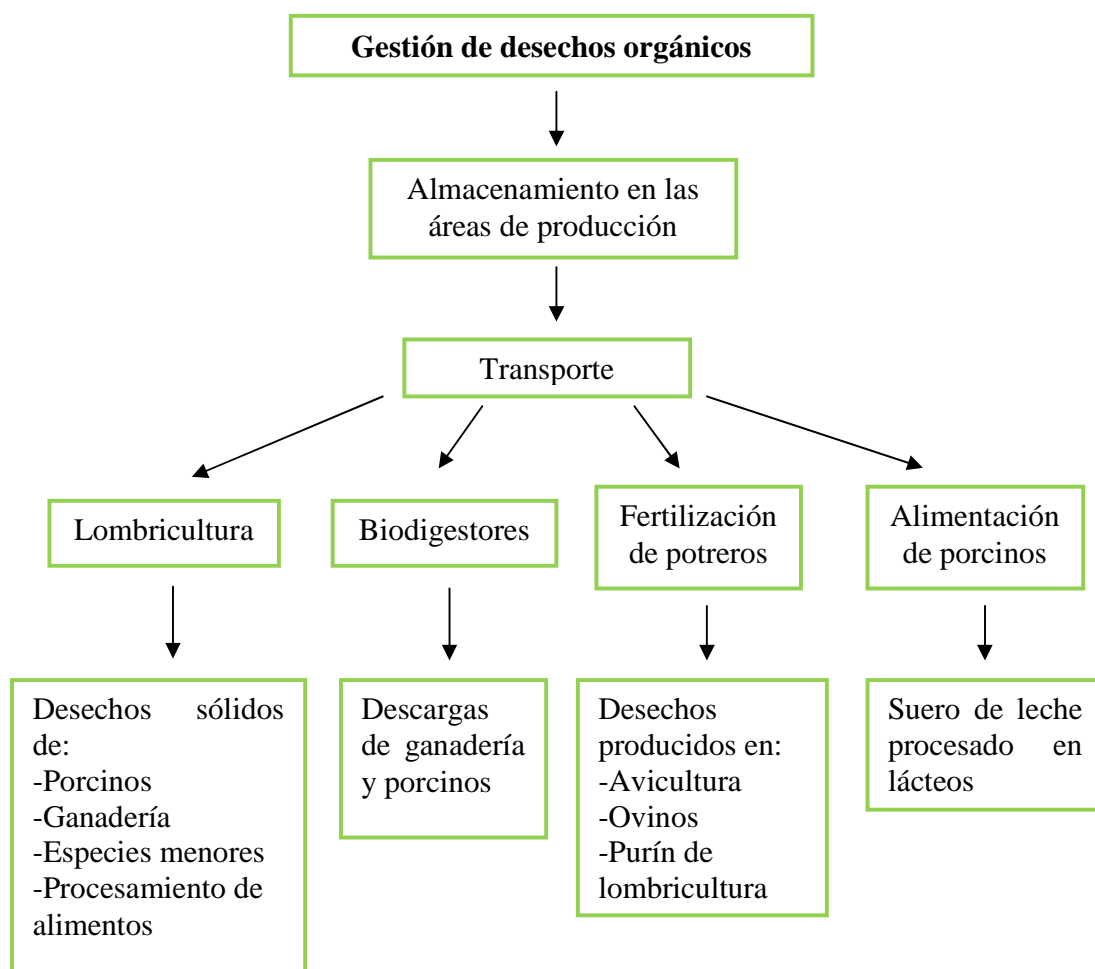 Gestión de desechos orgánicos
Almacenamiento en las
áreas de producción
Transporte
Lombricultura
Biodigestores
Fertilización
de potreros
Alimentación
de porcinos
Desechos sólidos
de:
-Porcinos
-Ganadería
-Especies menores
-Procesamiento de
alimentos
Descargas
de ganadería
y porcinos
Desechos
producidos en:
-Avicultura
-Ovinos
-Purín de
lombricultura
Suero de leche
procesado en
lácteos